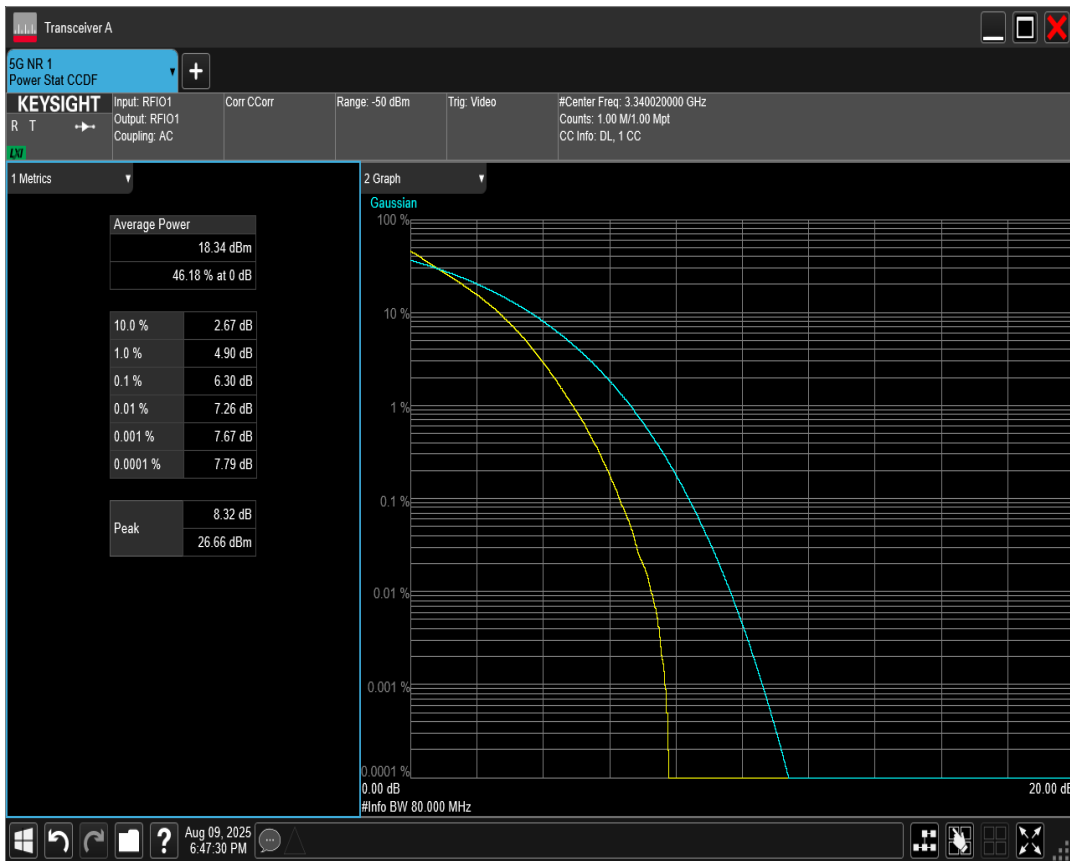 Transceiver A
5G NR 1
Power Stat CCDF
KEYSIGHT
R T
LXI
Input: RFIO1
Output: RFIO1
Coupling: AC
Corr CCorr
Range: -50 dBm
Trig: Video
#Center Freq: 3.340020000 GHz
Counts: 1.00 M/1.00 Mpt
CC Info: DL, 1 CC
1 Metrics
Average Power
18.34 dBm
46.18 % at 0 dB
10.0 % 2.67 dB
1.0 % 4.90 dB
0.1 % 6.30 dB
0.01 % 7.26 dB
0.001 % 7.67 dB
0.0001 % 7.79 dB
Peak
8.32 dB
26.66 dBm
2 Graph
Gaussian
100 %
10 %
1 %
0.1 %
0.01 %
0.001 %
0.0001 %
0.00 dB
20.00 dB
#Info BW 80.000 MHz
Aug 09, 2025
6:47:30 PM